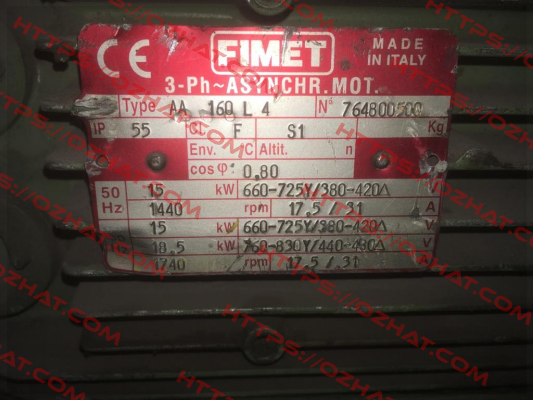 CE FIMET MADE IN ITALY
3-Ph~ASYNCHR.MOT.
Type AA 160 L 4 N° 764800500
IP 55 CL F S1 Kg
Env. °C Altit. n
cosφ: 0,80
50 Hz 15 kW 660-725Y/380-420Δ V
1440 rpm 17.5/31 A
15 kW 660-725Y/380-420Δ V
18.5 kW 760-830Y/440-480Δ V
1740 rpm 17.5/31 A
HTTPS://OZHAT.COM